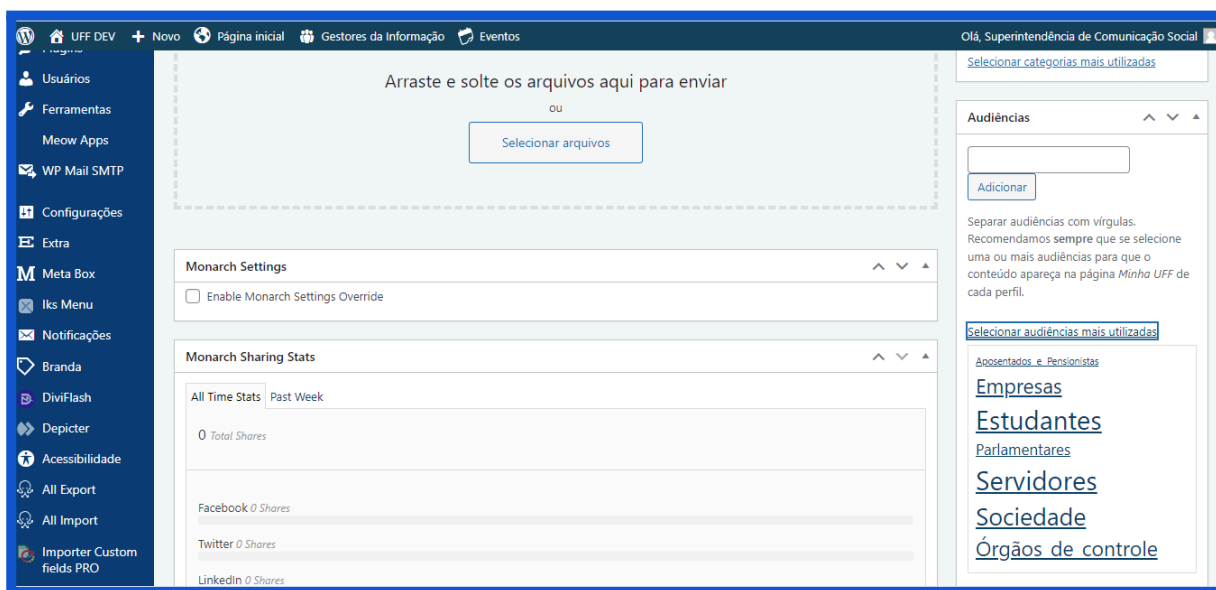 UFF DEV
Novo
Página inicial
Gestores da Informação
Eventos
Olá, Superintendência de Comunicação Social
Plugins
Usuários
Ferramentas
Meow Apps
WP Mail SMTP
Configurações
Extra
Meta Box
Iks Menu
Notificações
Branda
DiviFlash
Depicter
Acessibilidade
All Export
All Import
Importer Custom
fields PRO
Arraste e solte os arquivos aqui para enviar
ou
Selecionar arquivos
Monarch Settings
Enable Monarch Settings Override
Monarch Sharing Stats
All Time Stats Past Week
0 Total Shares
Facebook 0 Shares
Twitter 0 Shares
LinkedIn 0 Shares
Selecionar categorias mais utilizadas
Audiências
Adicionar
Separar audiências com vírgulas.
Recomendamos sempre que se selecione
uma ou mais audiências para que o
conteúdo apareça na página Minha UFF de
cada perfil.
Selecionar audiências mais utilizadas
Aposentados e Pensionistas
Empresas
Estudantes
Parlamentares
Servidores
Sociedade
Órgãos de controle